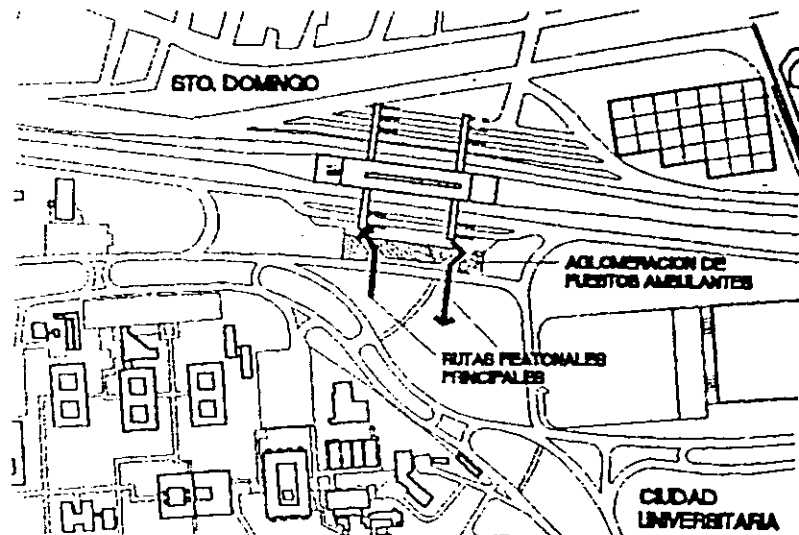 STO. DOMINGO
AGLOMERACION DE
PUESTOS AMBULANTES
RUTAS PEATONALES
PRINCIPALES
CIUDAD
UNIVERSITARIA